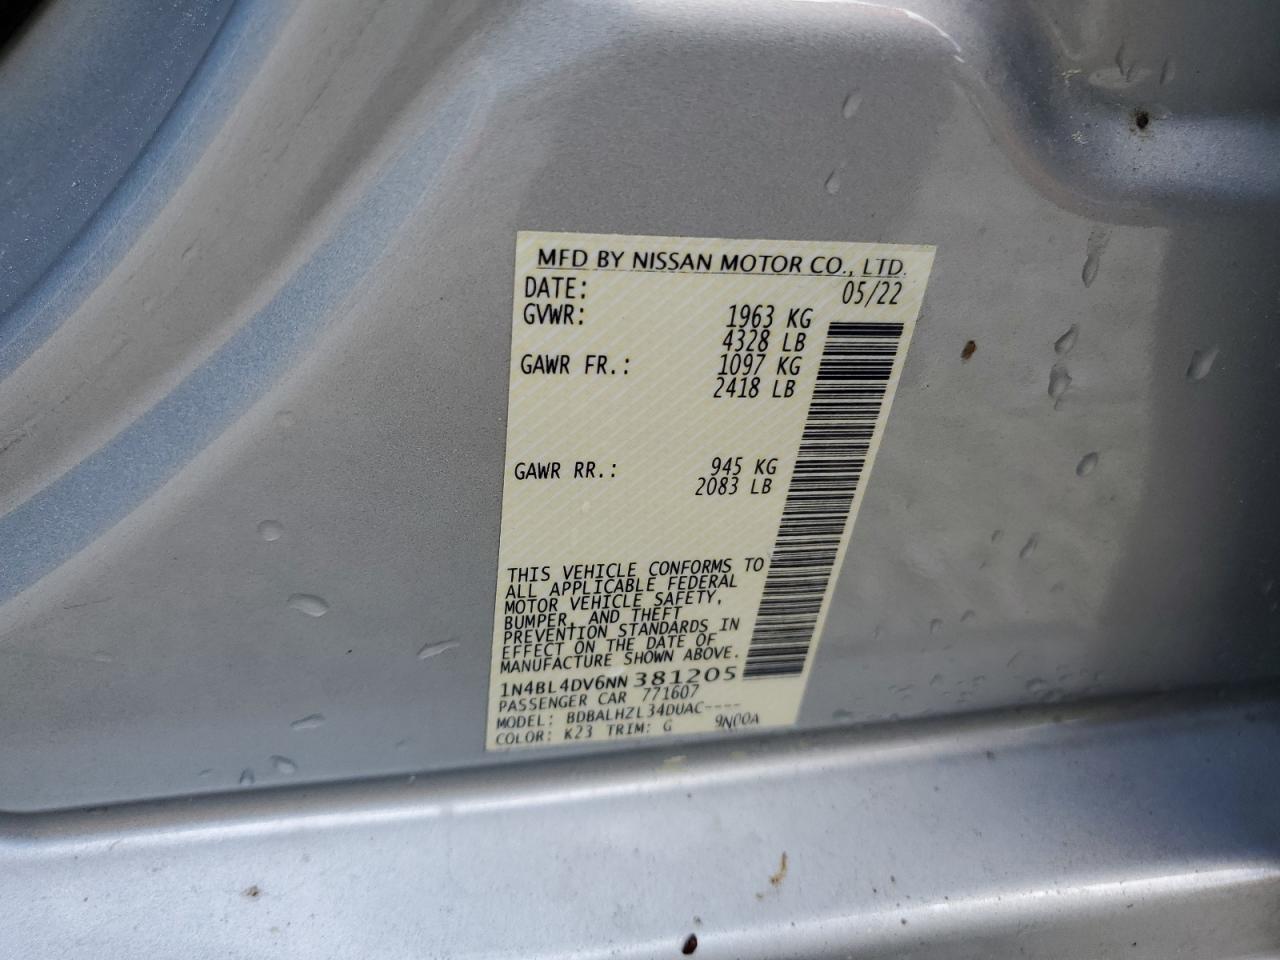 MFD BY NISSAN MOTOR CO., LTD.
DATE: 05/22
GVWR: 1963 KG
4328 LB
GAWR FR.: 1097 KG
2418 LB
GAWR RR.: 945 KG
2083 LB
THIS VEHICLE CONFORMS TO
ALL APPLICABLE FEDERAL
MOTOR VEHICLE SAFETY,
BUMPER, AND THEFT
PREVENTION STANDARDS IN
EFFECT ON THE DATE OF
MANUFACTURE SHOWN ABOVE.
1N4BL4DV6NN381205
PASSENGER CAR 771607
MODEL: BDBALHZL34DUAC----
COLOR: K23 TRIM: G 9N00A